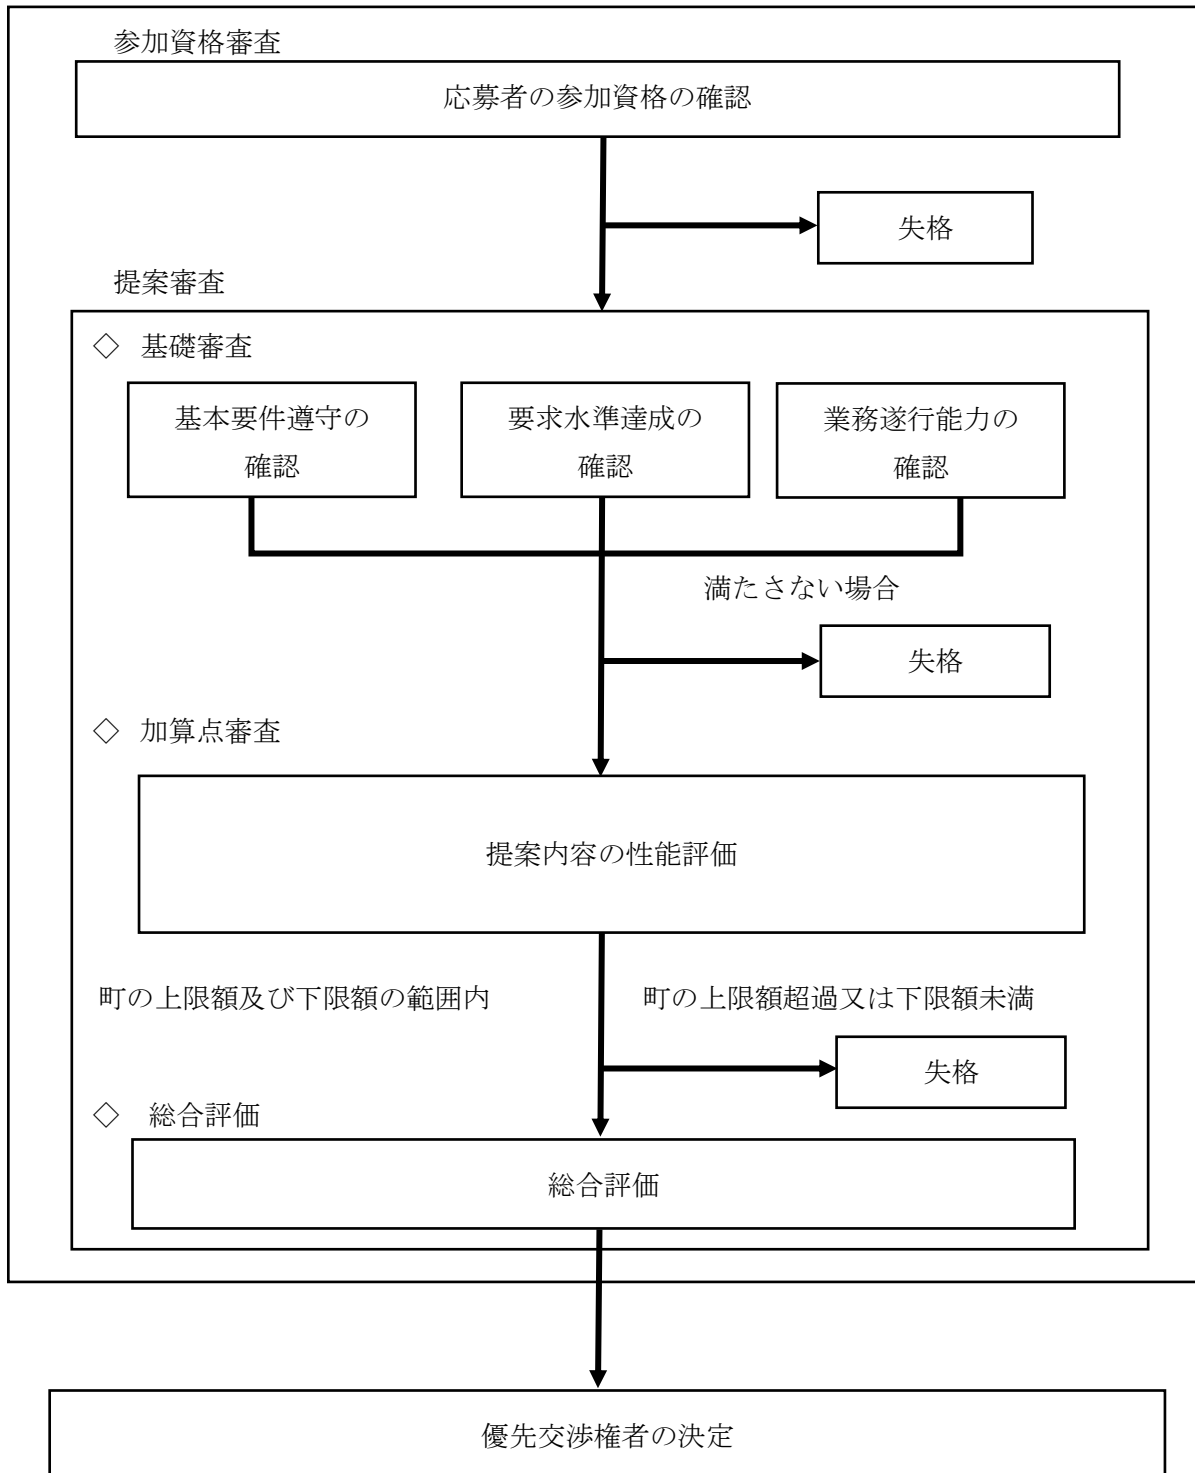 参加資格審査
応募者の参加資格の確認
失格
提案審査
◇ 基礎審査
基本要件遵守の
確認
要求水準達成の
確認
業務遂行能力の
確認
満たさない場合
失格
◇ 加算点審査
提案内容の性能評価
町の上限額及び下限額の範囲内
町の上限額超過又は下限額未満
失格
◇ 総合評価
総合評価
優先交渉権者の決定